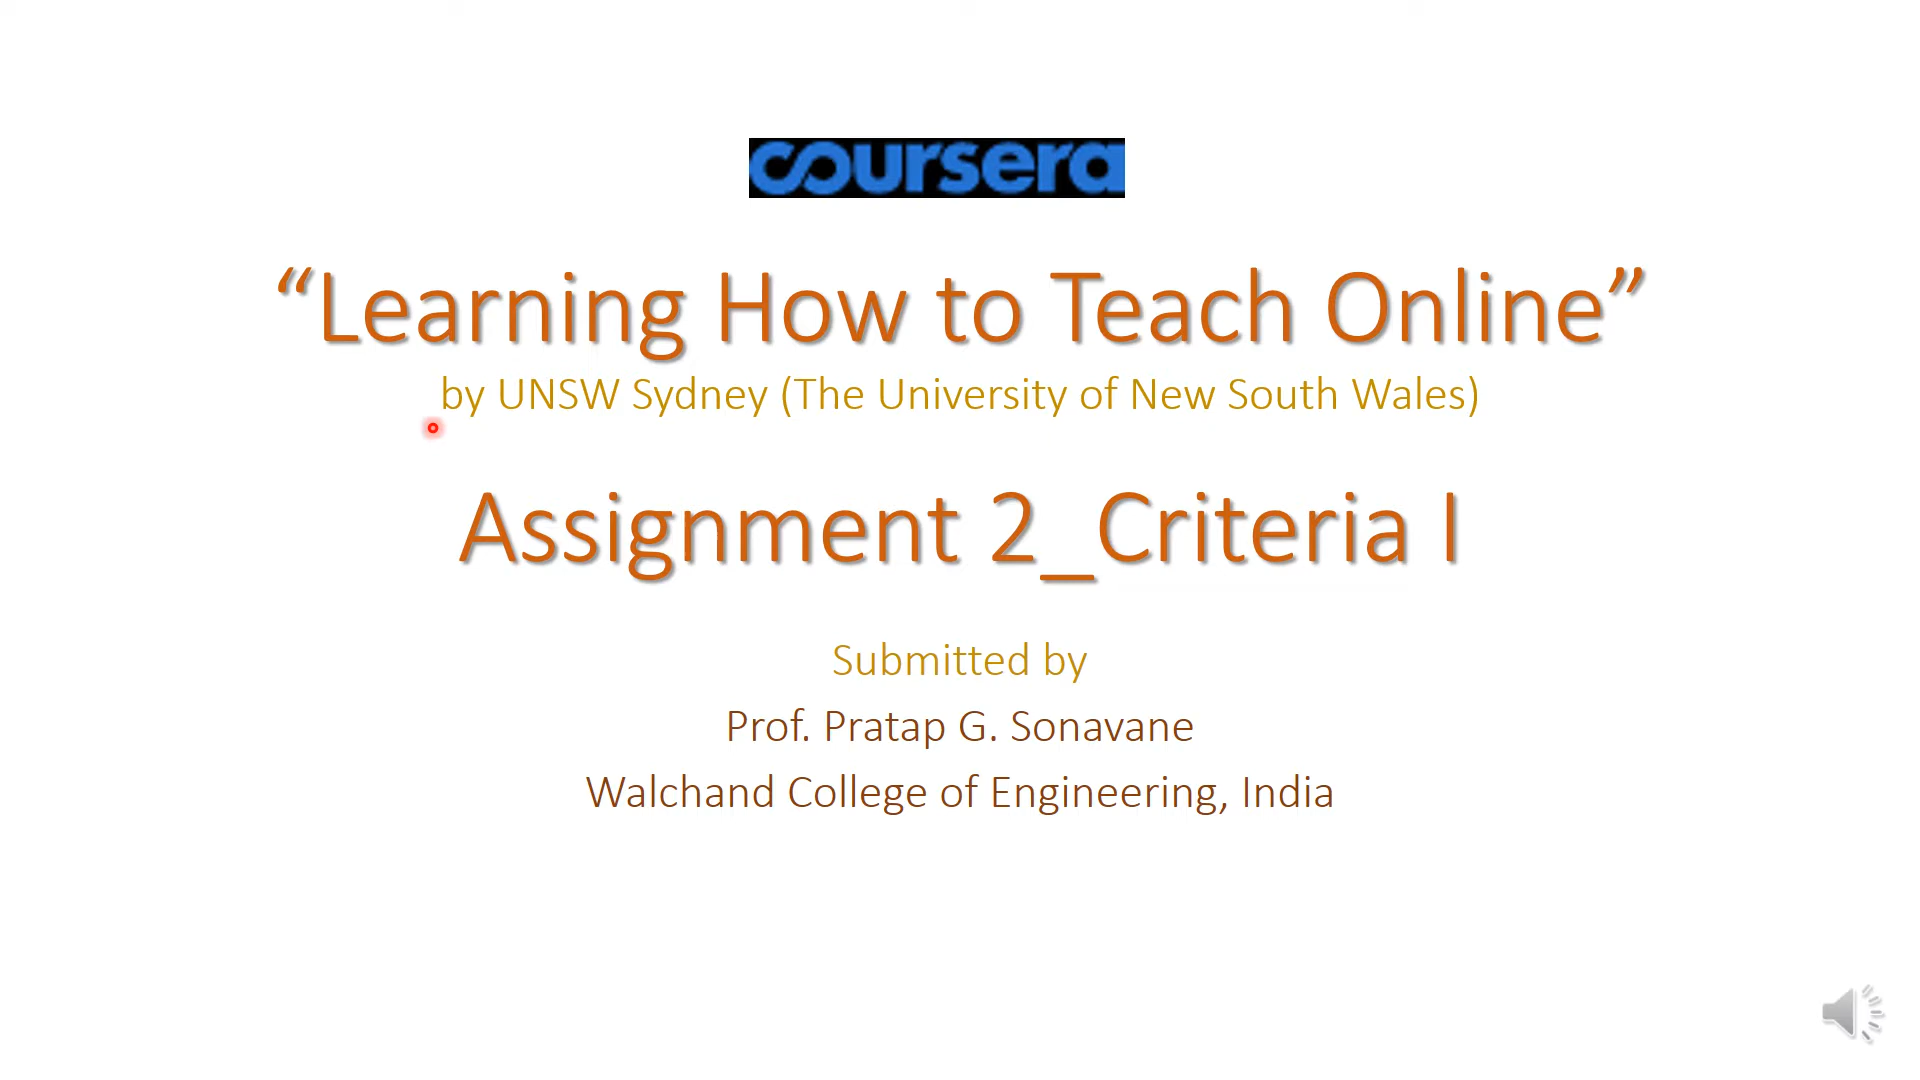 coursera
“Learning How to Teach Online”
by UNSW Sydney (The University of New South Wales)
Assignment 2_Criteria I
Submitted by
Prof. Pratap G. Sonavane
Walchand College of Engineering, India